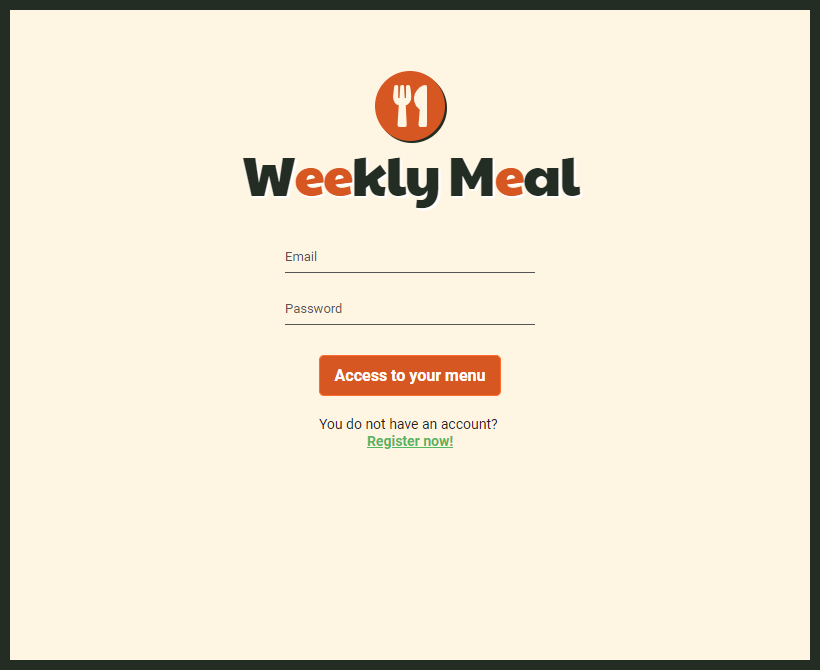 Weekly Meal
Email
Password
Access to your menu
You do not have an account?
Register now!